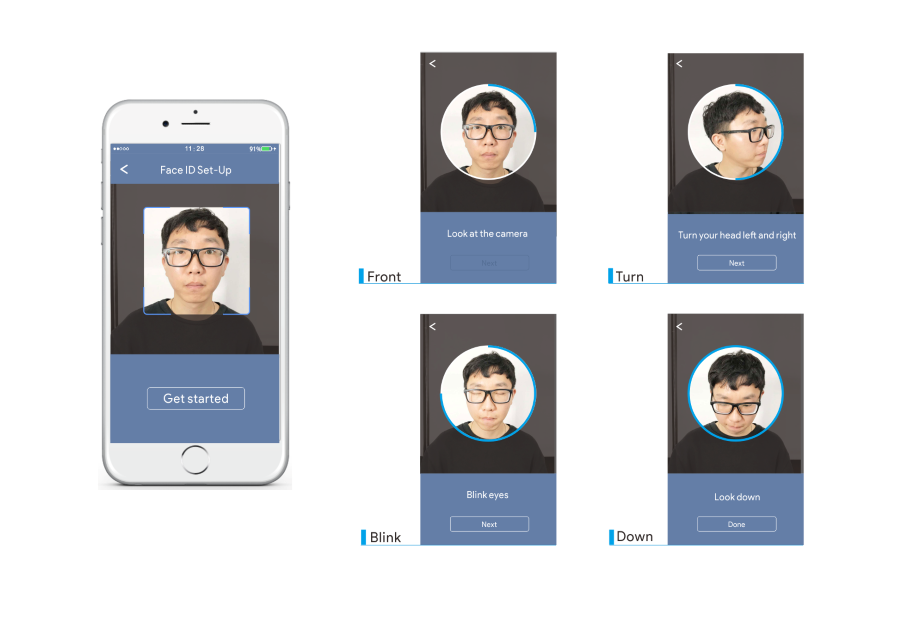 11:28
91%
Face ID Set-Up
Get started
Look at the camera
Next
Front
Turn your head left and right
Next
Turn
Blink eyes
Next
Blink
Look down
Done
Down